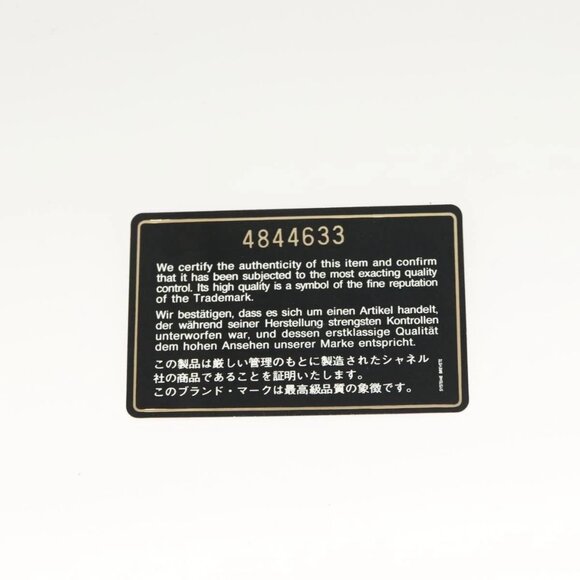 4844633
We certify the authenticity of this item and confirm
that it has been subjected to the most exacting quality
control. Its high quality is a symbol of the fine reputation
of the Trademark.
Wir bestätigen, dass es sich um einen Artikel handelt,
der während seiner Herstellung strengsten Kontrollen
unterworfen war, und dessen erstklassige Qualität
dem hohen Ansehen unserer Marke entspricht.
この製品は厳しい管理のもとに製造されたシャネル
社の商品であることを証明いたします。
このブランド・マークは最高級品質の象徴です。